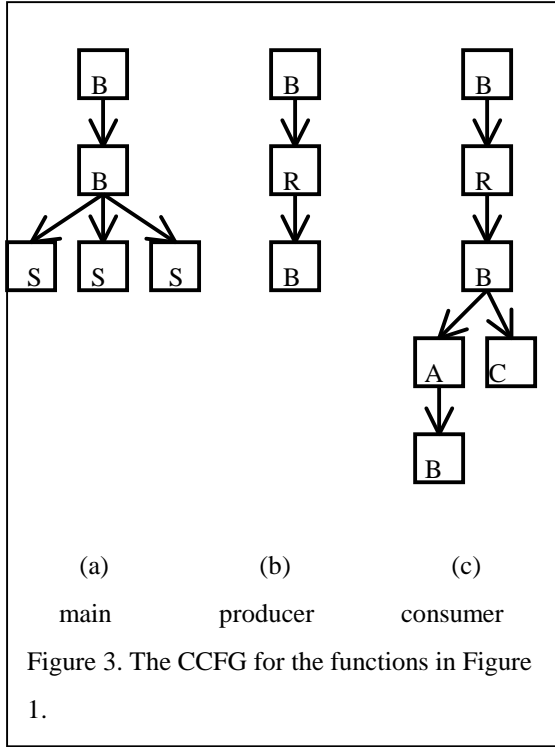 B B B
B R R
S S S B B
A C
B
(a) (b) (c)
main producer consumer
Figure 3. The CCFG for the functions in Figure
1.